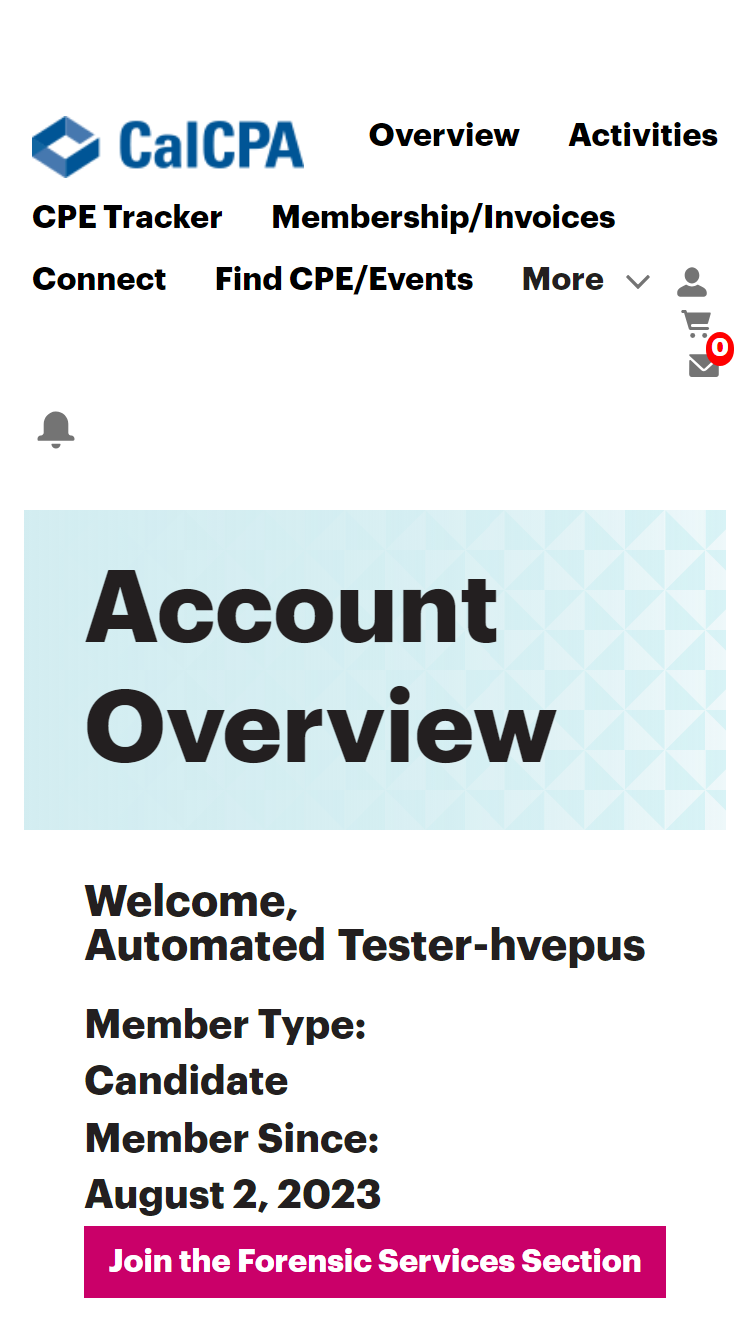 CalCPA Overview Activities
CPE Tracker Membership/Invoices
Connect Find CPE/Events More
0
Account
Overview
Welcome,
Automated Tester-hvepus
Member Type:
Candidate
Member Since:
August 2, 2023
Join the Forensic Services Section